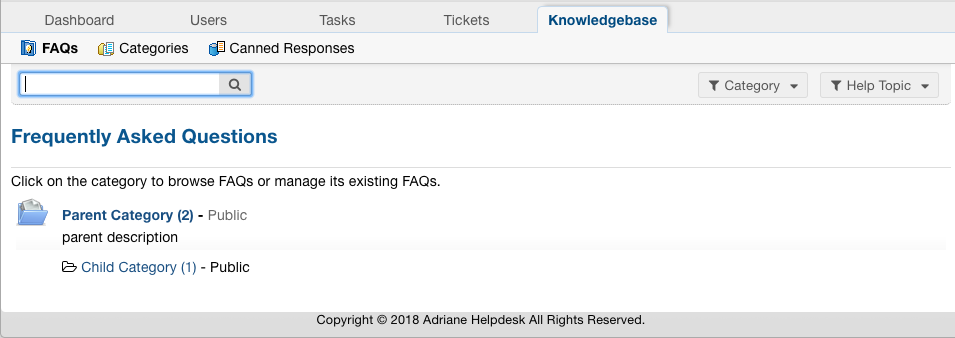 Dashboard Users Tasks Tickets Knowledgebase
FAQs Categories Canned Responses
Category Help Topic
Frequently Asked Questions
Click on the category to browse FAQs or manage its existing FAQs.
Parent Category (2) - Public
parent description
Child Category (1) - Public
Copyright © 2018 Adriane Helpdesk All Rights Reserved.